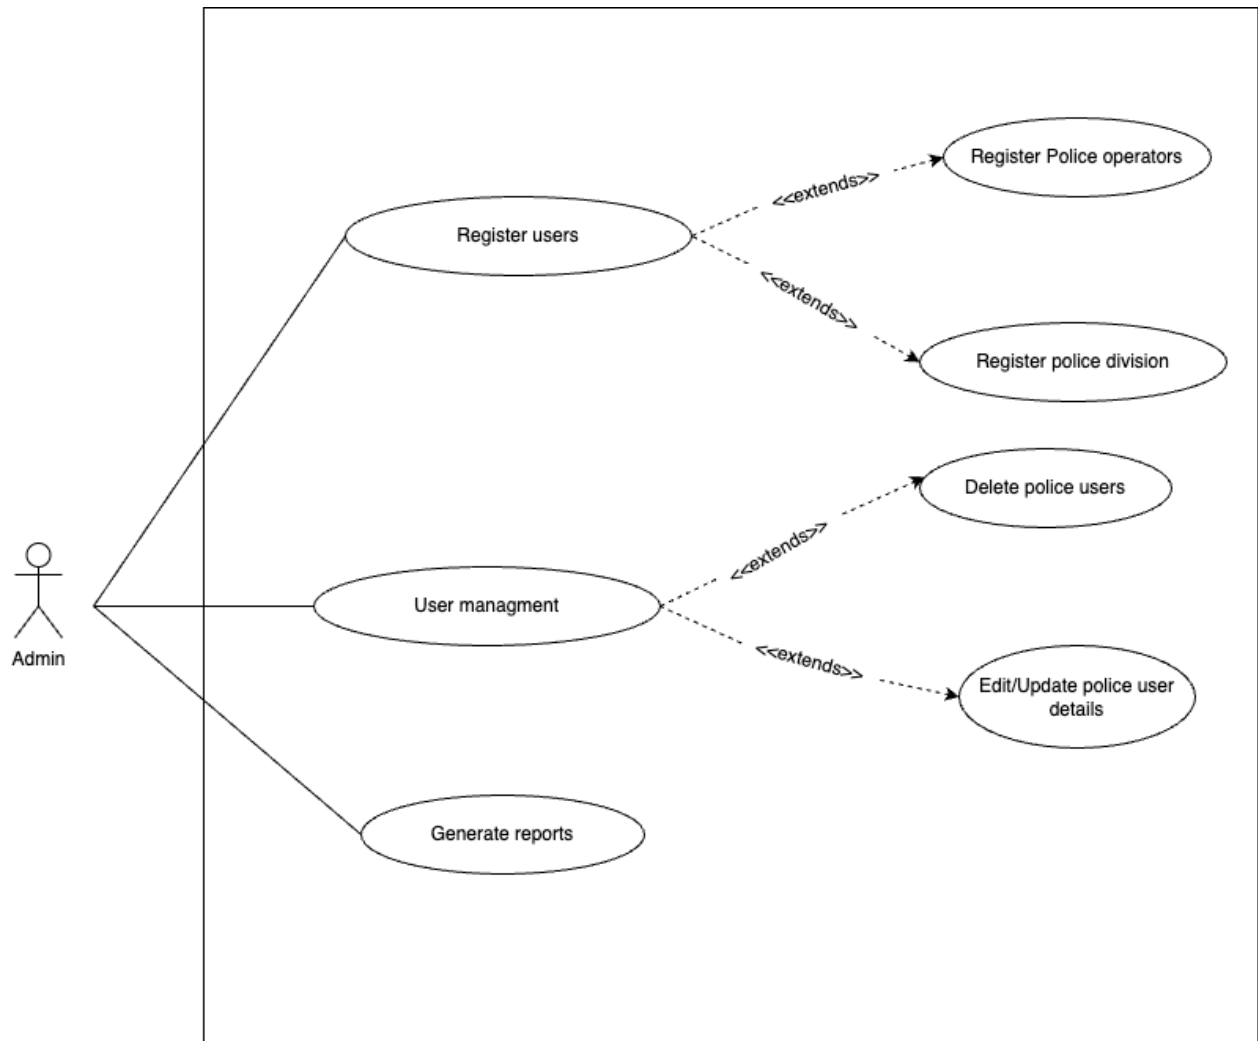 Register Police operators
<<extends>>
Register users
<<extends>>
Register police division
Delete police users
<<extends>>
User managment
<<extends>>
Edit/Update police user
details
Admin
Generate reports